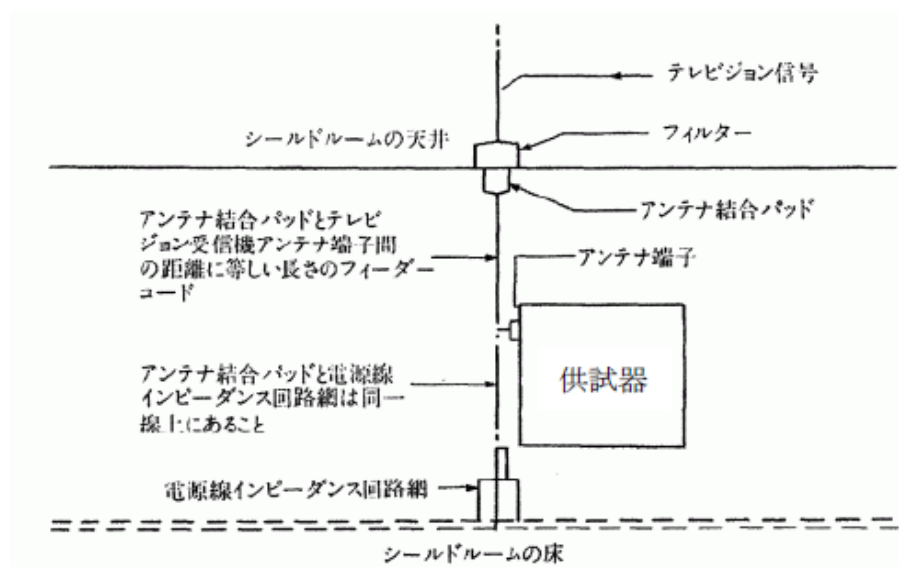 テレビジョン信号
シールドルームの天井
フィルター
アンテナ結合パッド
アンテナ結合パッドとテレビ
ジョン受信機アンテナ端子間
の距離に等しい長さのフィーダー
コード
アンテナ端子
供試器
アンテナ結合パッドと電源線
インピーダンス回路網は同一
線上にあること
電源線インピーダンス回路網
シールドルームの床